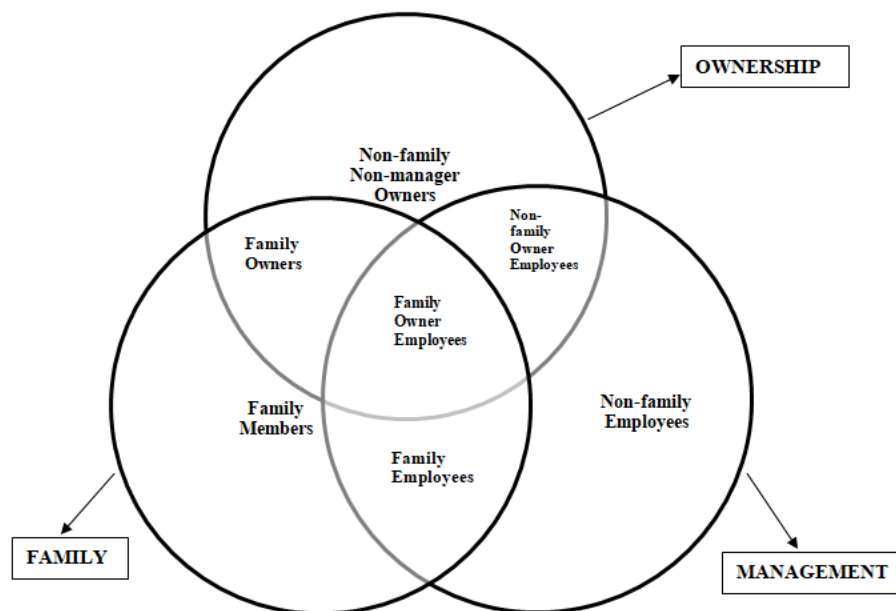 OWNERSHIP
Non-family
Non-manager
Owners
Non-
family
Owner
Employees
Family
Owners
Family
Owner
Employees
Family
Members
Non-family
Employees
Family
Employees
FAMILY
MANAGEMENT